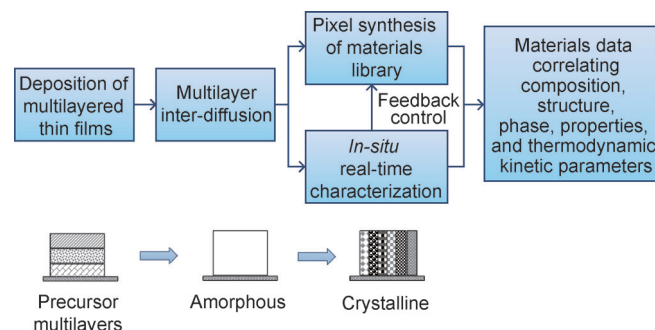 Deposition of
multilayered
thin films
Multilayer
inter-diffusion
Pixel synthesis
of materials
library
Feedback
control
In-situ
real-time
characterization
Materials data
correlating
composition,
structure,
phase, properties,
and thermodynamic
kinetic parameters
Precursor
multilayers
Amorphous
Crystalline